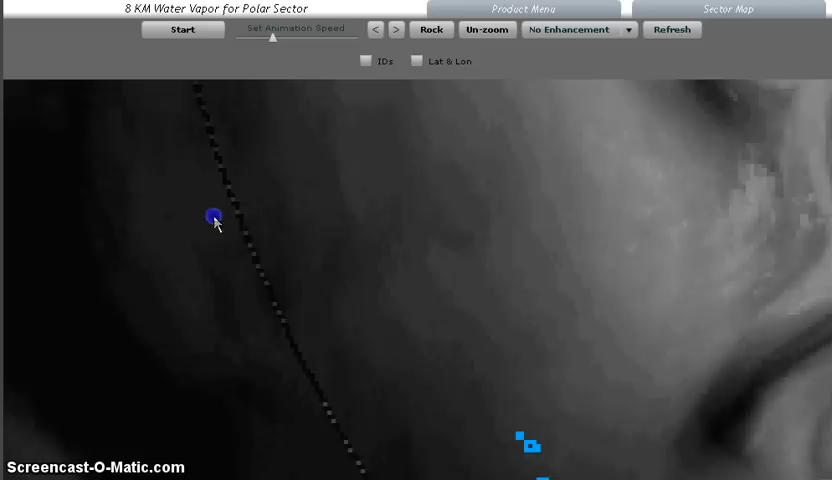 8 KM Water Vapor for Polar Sector
Product Menu
Sector Map
Start
Set Animation Speed
<
>
Rock
Un-zoom
No Enhancement
Refresh
IDs
Lat & Lon
Screencast-O-Matic.com